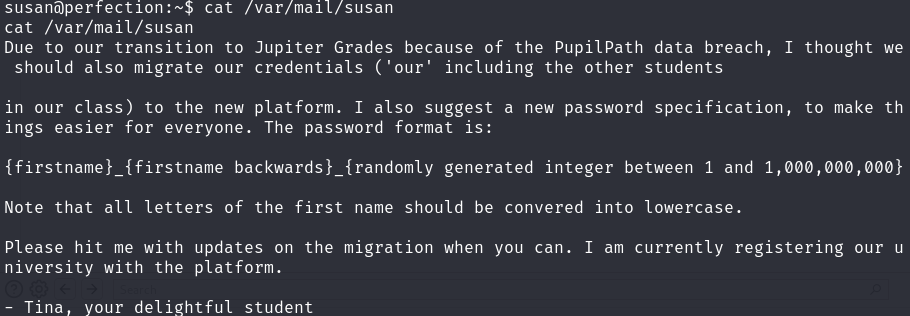 susan@perfection:~$ cat /var/mail/susan
cat /var/mail/susan
Due to our transition to Jupiter Grades because of the PupilPath data breach, I thought we
 should also migrate our credentials ('our' including the other students
in our class) to the new platform. I also suggest a new password specification, to make th
ings easier for everyone. The password format is:
{firstname}_{firstname backwards}_{randomly generated integer between 1 and 1,000,000,000}
Note that all letters of the first name should be convered into lowercase.
Please hit me with updates on the migration when you can. I am currently registering our u
niversity with the platform.
Search
- Tina, your delightful student